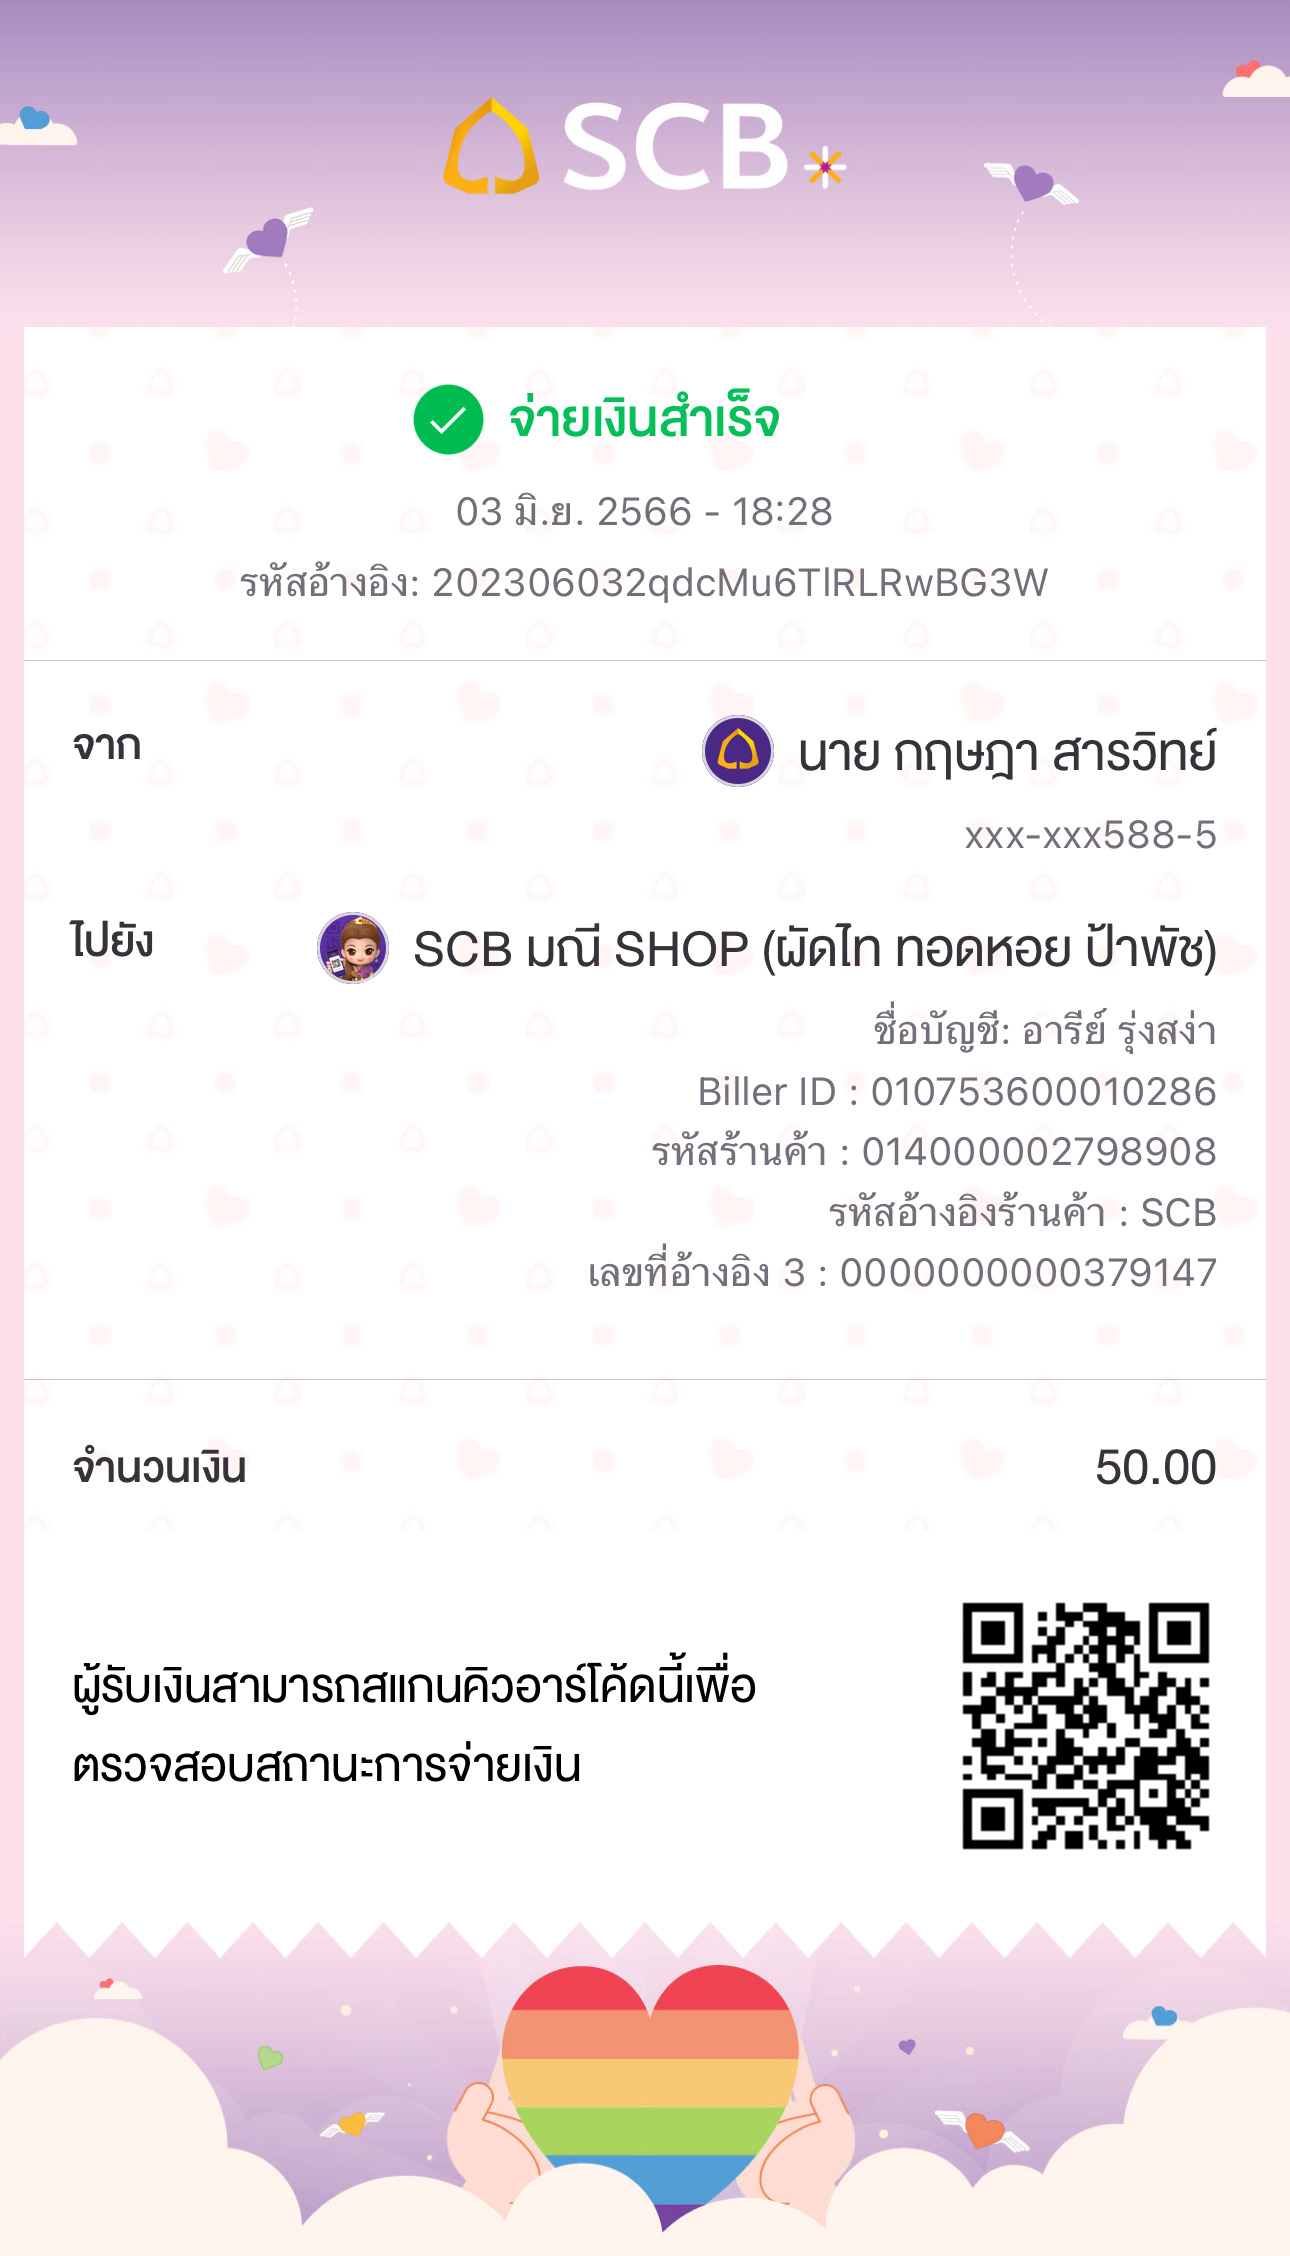 SCB
จ่ายเงินสำเร็จ
03 มิ.ย. 2566 - 18:28
รหัสอ้างอิง: 202306032qdcMu6TlRLRwBG3W
จาก
นาย กฤษฎา สารวิทย์
xxx-xxx588-5
ไปยัง
SCB มณี SHOP (ผัดไท ทอดหอย ป้าพัช)
ชื่อบัญชี: อารีย์ รุ่งสง่า
Biller ID : 010753600010286
รหัสร้านค้า : 014000002798908
รหัสอ้างอิงร้านค้า : SCB
เลขที่อ้างอิง 3 : 0000000000379147
จำนวนเงิน 50.00
ผู้รับเงินสามารถสแกนคิวอาร์โค้ดนี้เพื่อ
ตรวจสอบสถานะการจ่ายเงิน